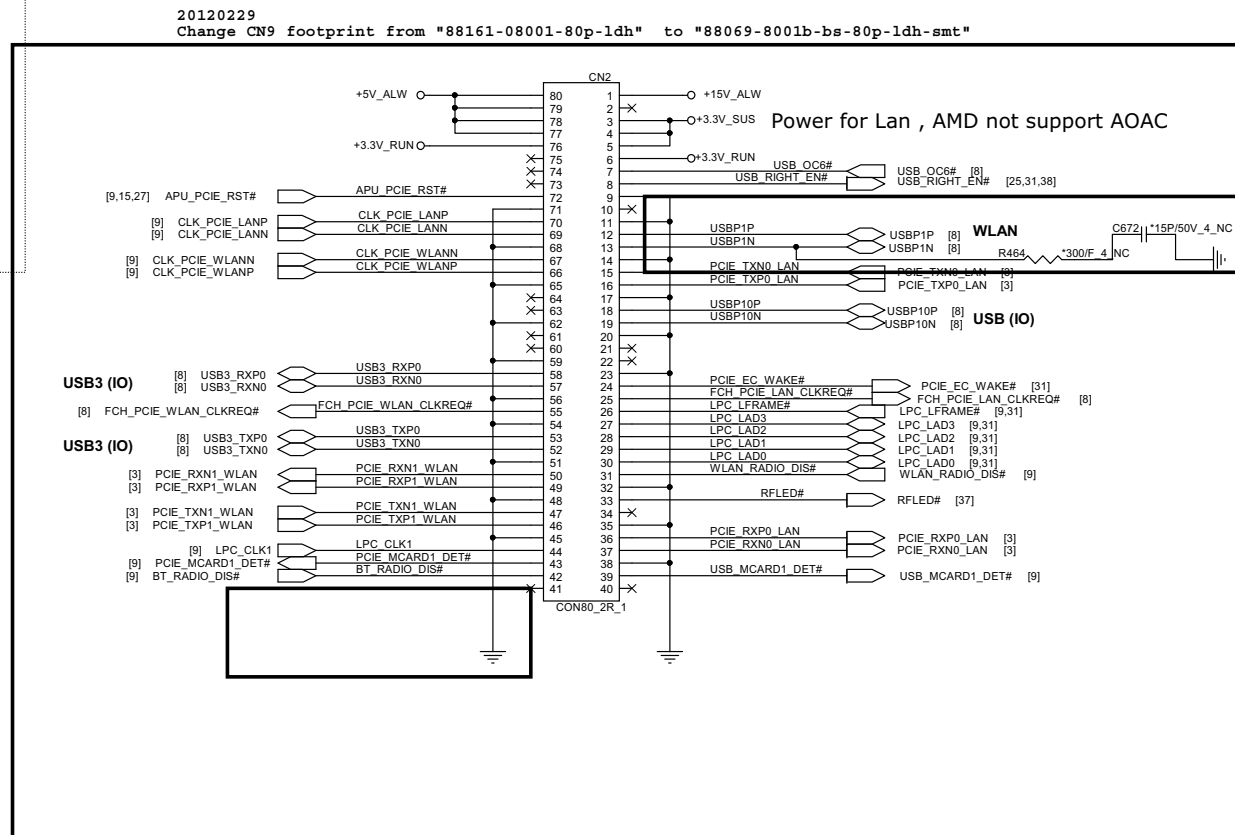 20120229
Change CN9 footprint from "88161-08001-80p-ldh" to "88069-8001b-bs-80p-ldh-smt"
CN2
+5V_ALW 80 1 +15V_ALW
79 2
78 3 +3.3V_SUS Power for Lan , AMD not support AOAC
77 4
+3.3V_RUN 76 5
75 6 +3.3V_RUN
74 7 USB_OC6# USB_OC6# [8]
73 8 USB_RIGHT_EN# USB_RIGHT_EN# [25,31,38]
[9,15,27] APU_PCIE_RST# APU_PCIE_RST# 72 9
71 10
[9] CLK_PCIE_LANP CLK_PCIE_LANP 70 11
[9] CLK_PCIE_LANN CLK_PCIE_LANN 69 12 USBP1P USBP1P [8] WLAN C672 *15P/50V_4_NC
68 13 USBP1N USBP1N [8]
[9] CLK_PCIE_WLANN CLK_PCIE_WLANN 67 14 R464 *300/F_4_NC
[9] CLK_PCIE_WLANP CLK_PCIE_WLANP 66 15 PCIE_TXN0_LAN PCIE_TXN0_LAN [3]
65 16 PCIE_TXP0_LAN PCIE_TXP0_LAN [3]
64 17
63 18 USBP10P USBP10P [8]
62 19 USBP10N USBP10N [8] USB (IO)
61 20
60 21
59 22
USB3 (IO) [8] USB3_RXP0 USB3_RXP0 58 23
[8] USB3_RXN0 USB3_RXN0 57 24 PCIE_EC_WAKE# PCIE_EC_WAKE# [31]
56 25 FCH_PCIE_LAN_CLKREQ# FCH_PCIE_LAN_CLKREQ# [8]
[8] FCH_PCIE_WLAN_CLKREQ# FCH_PCIE_WLAN_CLKREQ# 55 26 LPC_LFRAME# LPC_LFRAME# [9,31]
54 27 LPC_LAD3 LPC_LAD3 [9,31]
USB3 (IO) [8] USB3_TXP0 USB3_TXP0 53 28 LPC_LAD2 LPC_LAD2 [9,31]
[8] USB3_TXN0 USB3_TXN0 52 29 LPC_LAD1 LPC_LAD1 [9,31]
51 30 LPC_LAD0 LPC_LAD0 [9,31]
[3] PCIE_RXN1_WLAN PCIE_RXN1_WLAN 50 31 WLAN_RADIO_DIS# WLAN_RADIO_DIS# [9]
[3] PCIE_RXP1_WLAN PCIE_RXP1_WLAN 49 32
48 33 RFLED# RFLED# [37]
[3] PCIE_TXN1_WLAN PCIE_TXN1_WLAN 47 34
[3] PCIE_TXP1_WLAN PCIE_TXP1_WLAN 46 35
45 36 PCIE_RXP0_LAN PCIE_RXP0_LAN [3]
[9] LPC_CLK1 LPC_CLK1 44 37 PCIE_RXN0_LAN PCIE_RXN0_LAN [3]
[9] PCIE_MCARD1_DET# PCIE_MCARD1_DET# 43 38
[9] BT_RADIO_DIS# BT_RADIO_DIS# 42 39 USB_MCARD1_DET# USB_MCARD1_DET# [9]
41 40
CON80_2R_1